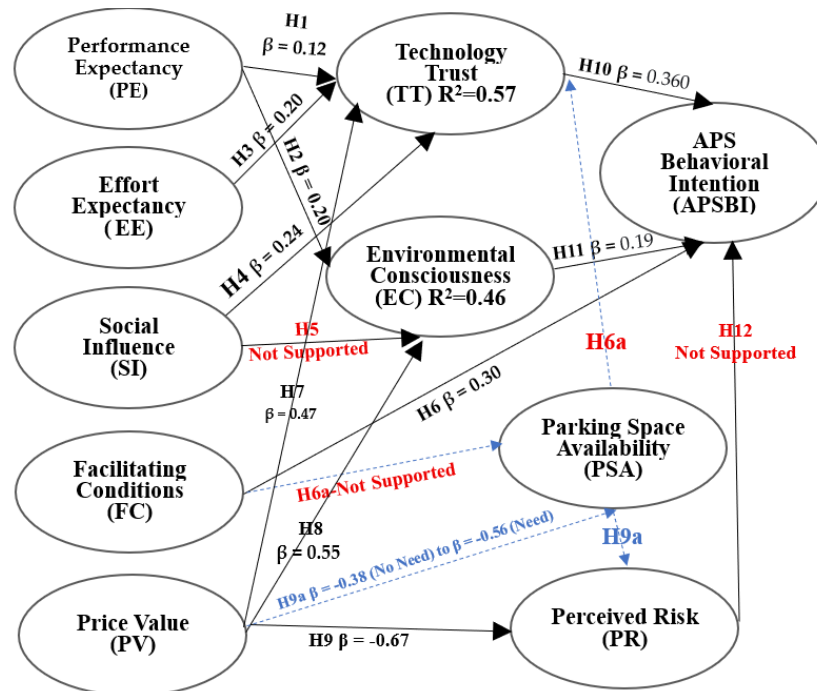 Performance
Expectancy
(PE)
H1
β = 0.12
Technology
Trust
(TT) R²=0.57
H10 β = 0.360
APS
Behavioral
Intention
(APSBI)
H3 β = 0.20
H2 β = 0.20
Effort
Expectancy
(EE)
H4 β = 0.24
Environmental
Consciousness
(EC) R²=0.46
H11 β = 0.19
Social
Influence
(SI)
H5
Not Supported
H6a
H12
Not Supported
H7
β = 0.47
H6 β = 0.30
Parking Space
Availability
(PSA)
Facilitating
Conditions
(FC)
H6a-Not Supported
H8
β = 0.55
H9a β = -0.38 (No Need) to β = -0.56 (Need)
H9a
Price Value
(PV)
H9 β = -0.67
Perceived Risk
(PR)